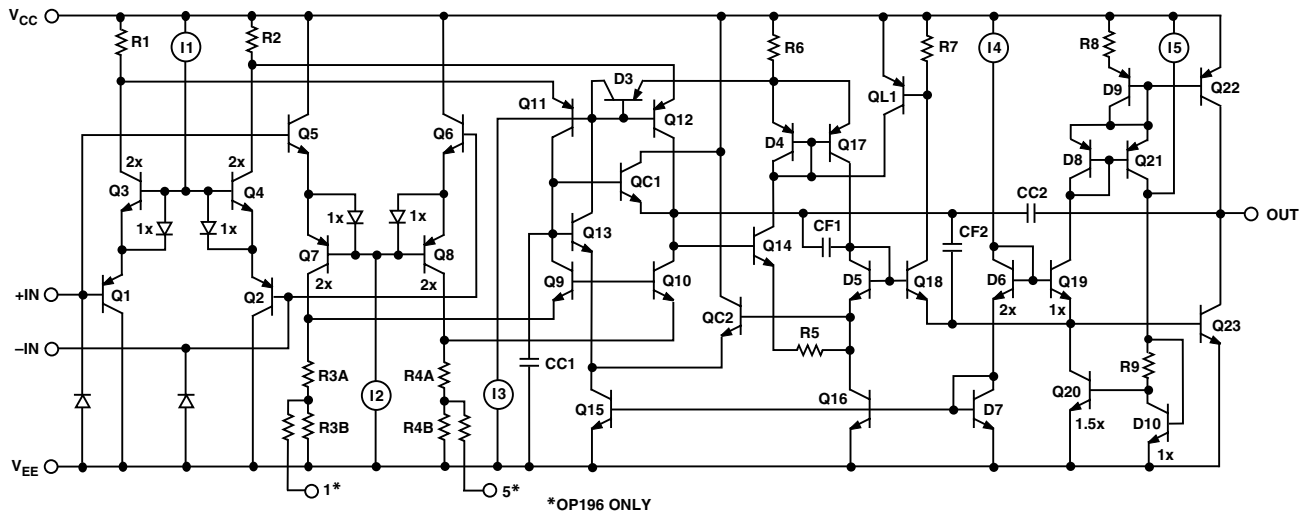 VCC
R1
I1
R2
R6
R7
I4
R8
I5
D3
D9
Q11
QL1
Q22
Q5
Q6
Q12
D4
Q17
2x
2x
Q3
Q4
QC1
D8
Q21
1x
1x
1x
CF1
CC2
CF2
OUT
Q13
Q14
Q7
Q8
2x
2x
Q9
Q10
D5
Q18
D6
Q19
2x
1x
+IN
Q1
Q2
QC2
Q23
–IN
R5
CC1
R3A
I2
R4A
I3
R9
R3B
R4B
Q15
Q16
D7
Q20
1.5x
D10
1x
VEE
1*
5*
*OP196 ONLY